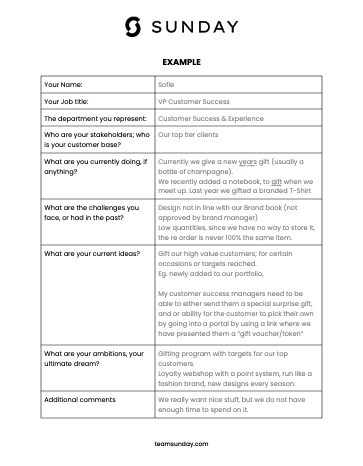 SUNDAY
EXAMPLE
Your Name: Sofie
Your Job title: VP Customer Success
The department you represent: Customer Success & Experience
Who are your stakeholders; who
is your customer base?
Our top tier clients
What are you currently doing, if
anything?
Currently we give a new years gift (usually a
bottle of champagne).
We recently added a notebook, to gift when we
meet up. Last year we gifted a branded T-Shirt
What are the challenges you
face, or had in the past?
Design not in line with our Brand book (not
approved by brand manager)
Low quantities, since we have no way to store it,
the re order is never 100% the same item.
What are your current ideas?
Gift our high value customers; for certain
occasions or targets reached.
Eg. newly added to our portfolio,
My customer success managers need to be
able to either send them a special surprise gift,
and or ability for the customer to pick their own
by going into a portal by using a link where we
have presented them a "gift voucher/token"
What are your ambitions, your
ultimate dream?
Gifting program with targets for our top
customers.
Loyalty webshop with a point system, run like a
fashion brand, new designs every season.
Additional comments
We really want nice stuff, but we do not have
enough time to spend on it.
teamsunday.com